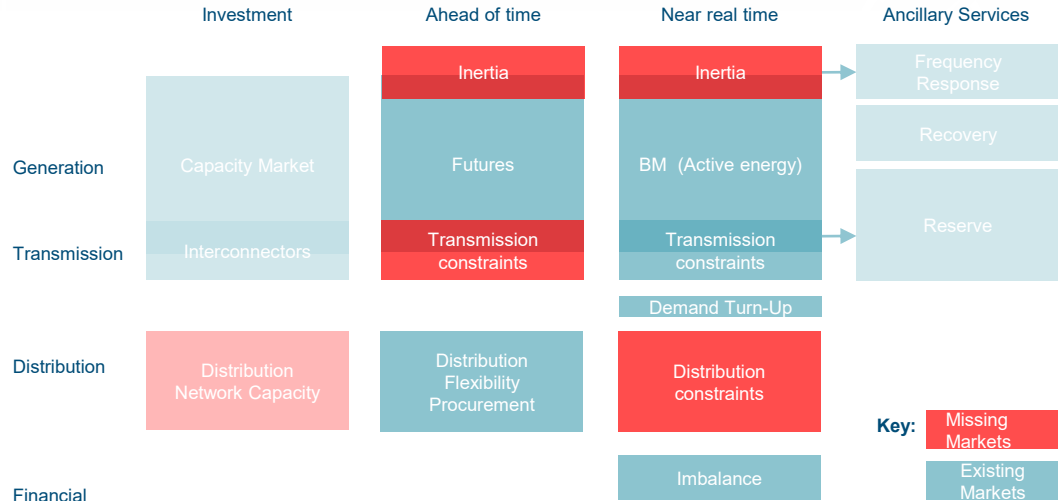 Investment
Ahead of time
Near real time
Ancillary Services
Inertia
Inertia
Frequency
Response
Recovery
Generation
Capacity Market
Futures
BM (Active energy)
Reserve
Transmission
Interconnectors
Transmission
constraints
Transmission
constraints
Demand Turn-Up
Distribution
Distribution
Network Capacity
Distribution
Flexibility
Procurement
Distribution
constraints
Key:
Missing
Markets
Existing
Markets
Financial
Imbalance